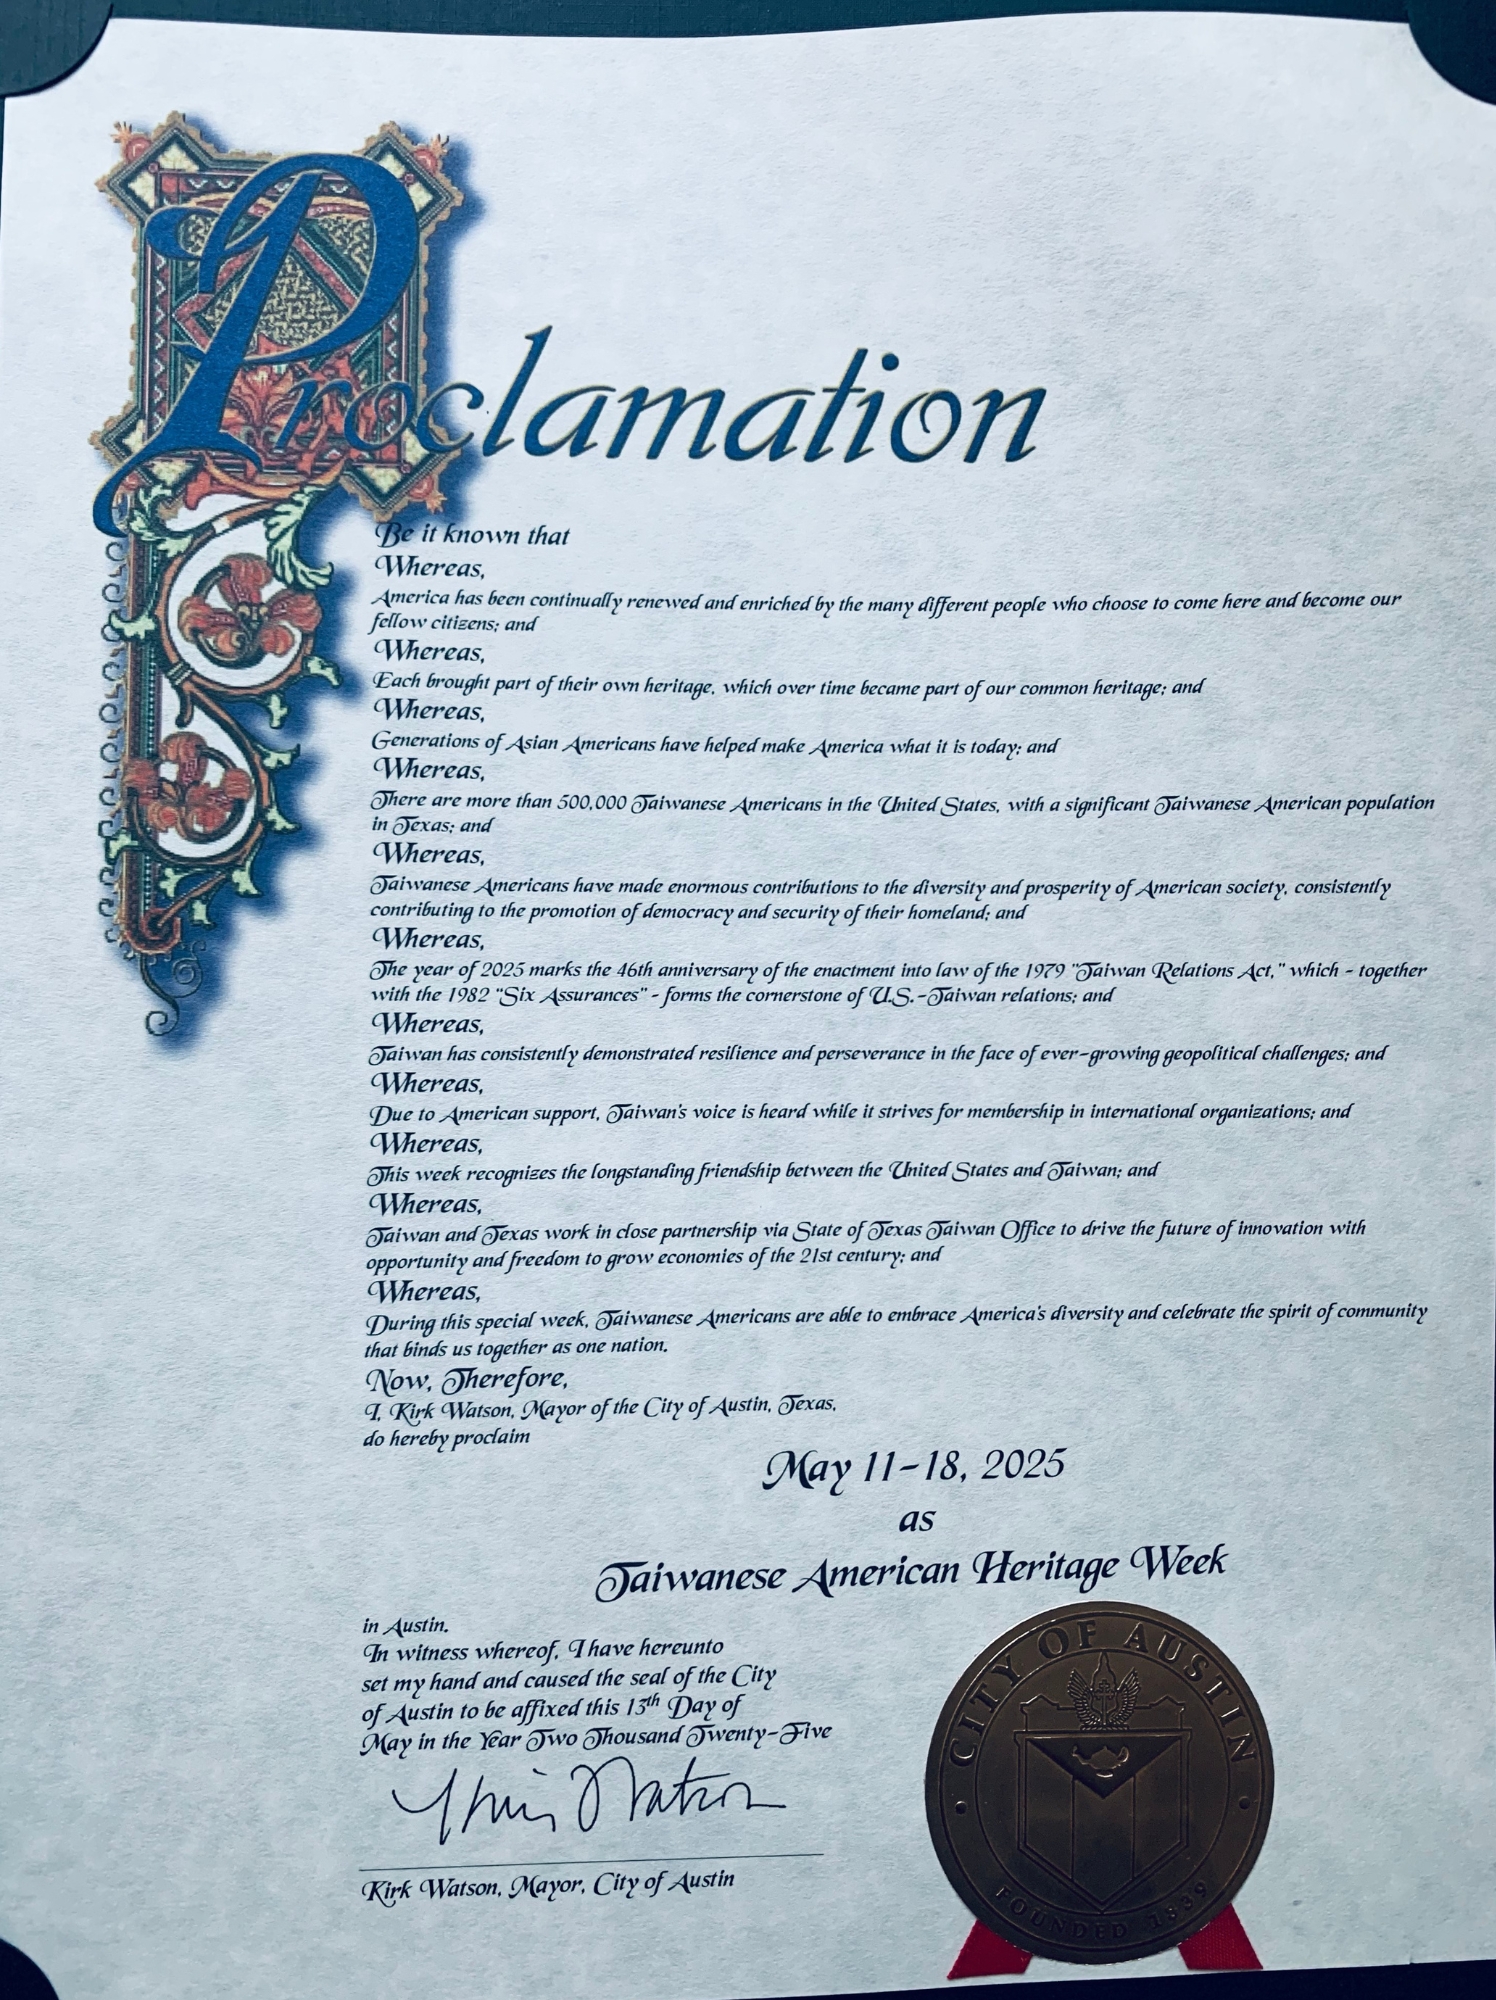 Proclamation
Be it known that
Whereas,
America has been continually renewed and enriched by the many different people who choose to come here and become our
fellow citizens; and
Whereas,
Each brought part of their own heritage, which over time became part of our common heritage; and
Whereas,
Generations of Asian Americans have helped make America what it is today; and
Whereas,
There are more than 500,000 Taiwanese Americans in the United States, with a significant Taiwanese American population
in Texas; and
Whereas,
Taiwanese Americans have made enormous contributions to the diversity and prosperity of American society, consistently
contributing to the promotion of democracy and security of their homeland; and
Whereas,
The year of 2025 marks the 46th anniversary of the enactment into law of the 1979 "Taiwan Relations Act," which - together
with the 1982 "Six Assurances" - forms the cornerstone of U.S.-Taiwan relations; and
Whereas,
Taiwan has consistently demonstrated resilience and perseverance in the face of ever-growing geopolitical challenges; and
Whereas,
Due to American support, Taiwan's voice is heard while it strives for membership in international organizations; and
Whereas,
This week recognizes the longstanding friendship between the United States and Taiwan; and
Whereas,
Taiwan and Texas work in close partnership via State of Texas Taiwan Office to drive the future of innovation with
opportunity and freedom to grow economies of the 21st century; and
Whereas,
During this special week, Taiwanese Americans are able to embrace America's diversity and celebrate the spirit of community
that binds us together as one nation.
Now, Therefore,
I, Kirk Watson, Mayor of the City of Austin, Texas,
do hereby proclaim
May 11-18, 2025
as
Taiwanese American Heritage Week
in Austin.
In witness whereof, I have hereunto
set my hand and caused the seal of the City
of Austin to be affixed this 13th Day of
May in the Year Two Thousand Twenty-Five
Kirk Watson
Kirk Watson, Mayor, City of Austin
CITY OF AUSTIN
FOUNDED 1839